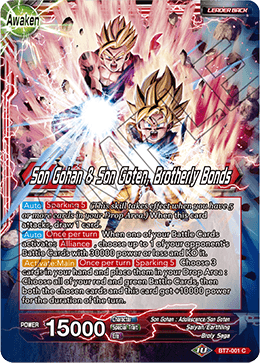 LEADER BACK
Awaken
Son Gohan & Son Goten, Brotherly Bonds
Auto Sparking 5 (This skill takes effect when you have 5
or more cards in your Drop Area.) When this card
attacks, draw 1 card.
Auto Once per turn When one of your Battle Cards
activates Alliance, choose up to 1 of your opponent's
Battle Cards with 30000 power or less and KO it.
Activate Main Once per turn Sparking 5 Choose 3
cards in your hand and place them in your Drop Area :
Choose all of your red and green Battle Cards, then
both the chosen cards and this card get +10000 power
for the duration of the turn.
POWER 15000
Character Son Gohan : Adolescence/Son Goten
Special Trait Saiyan/Earthling
Era Broly Saga
BT7-001 C